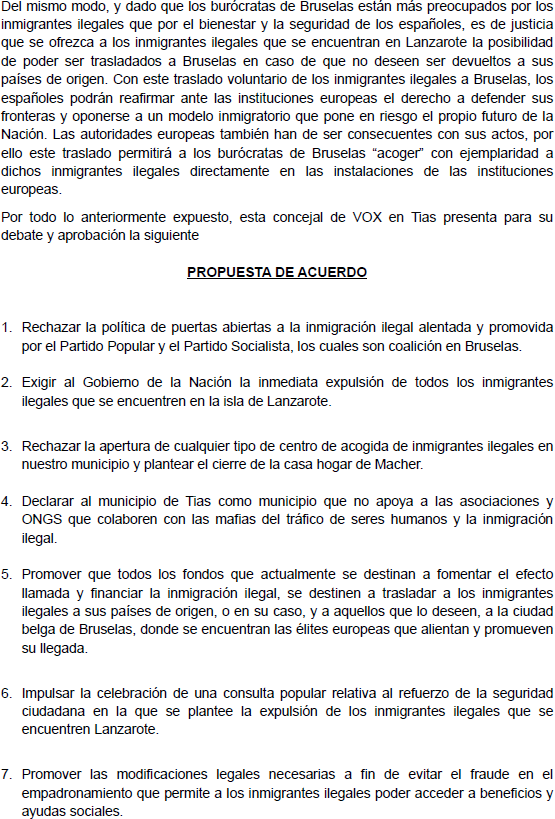 Del mismo modo, y dado que los burócratas de Bruselas están más preocupados por los
inmigrantes ilegales que por el bienestar y la seguridad de los españoles, es de justicia
que se ofrezca a los inmigrantes ilegales que se encuentran en Lanzarote la posibilidad
de poder ser trasladados a Bruselas en caso de que no deseen ser devueltos a sus
países de origen. Con este traslado voluntario de los inmigrantes ilegales a Bruselas, los
españoles podrán reafirmar ante las instituciones europeas el derecho a defender sus
fronteras y oponerse a un modelo inmigratorio que pone en riesgo el propio futuro de la
Nación. Las autoridades europeas también han de ser consecuentes con sus actos, por
ello este traslado permitirá a los burócratas de Bruselas “acoger” con ejemplaridad a
dichos inmigrantes ilegales directamente en las instalaciones de las instituciones
europeas.
Por todo lo anteriormente expuesto, esta concejal de VOX en Tias presenta para su
debate y aprobación la siguiente
PROPUESTA DE ACUERDO
1. Rechazar la política de puertas abiertas a la inmigración ilegal alentada y promovida
por el Partido Popular y el Partido Socialista, los cuales son coalición en Bruselas.
2. Exigir al Gobierno de la Nación la inmediata expulsión de todos los inmigrantes
ilegales que se encuentren en la isla de Lanzarote.
3. Rechazar la apertura de cualquier tipo de centro de acogida de inmigrantes ilegales en
nuestro municipio y plantear el cierre de la casa hogar de Macher.
4. Declarar al municipio de Tias como municipio que no apoya a las asociaciones y
ONGS que colaboren con las mafias del tráfico de seres humanos y la inmigración
ilegal.
5. Promover que todos los fondos que actualmente se destinan a fomentar el efecto
llamada y financiar la inmigración ilegal, se destinen a trasladar a los inmigrantes
ilegales a sus países de origen, o en su caso, y a aquellos que lo deseen, a la ciudad
belga de Bruselas, donde se encuentran las élites europeas que alientan y promueven
su llegada.
6. Impulsar la celebración de una consulta popular relativa al refuerzo de la seguridad
ciudadana en la que se plantee la expulsión de los inmigrantes ilegales que se
encuentren Lanzarote.
7. Promover las modificaciones legales necesarias a fin de evitar el fraude en el
empadronamiento que permite a los inmigrantes ilegales poder acceder a beneficios y
ayudas sociales.